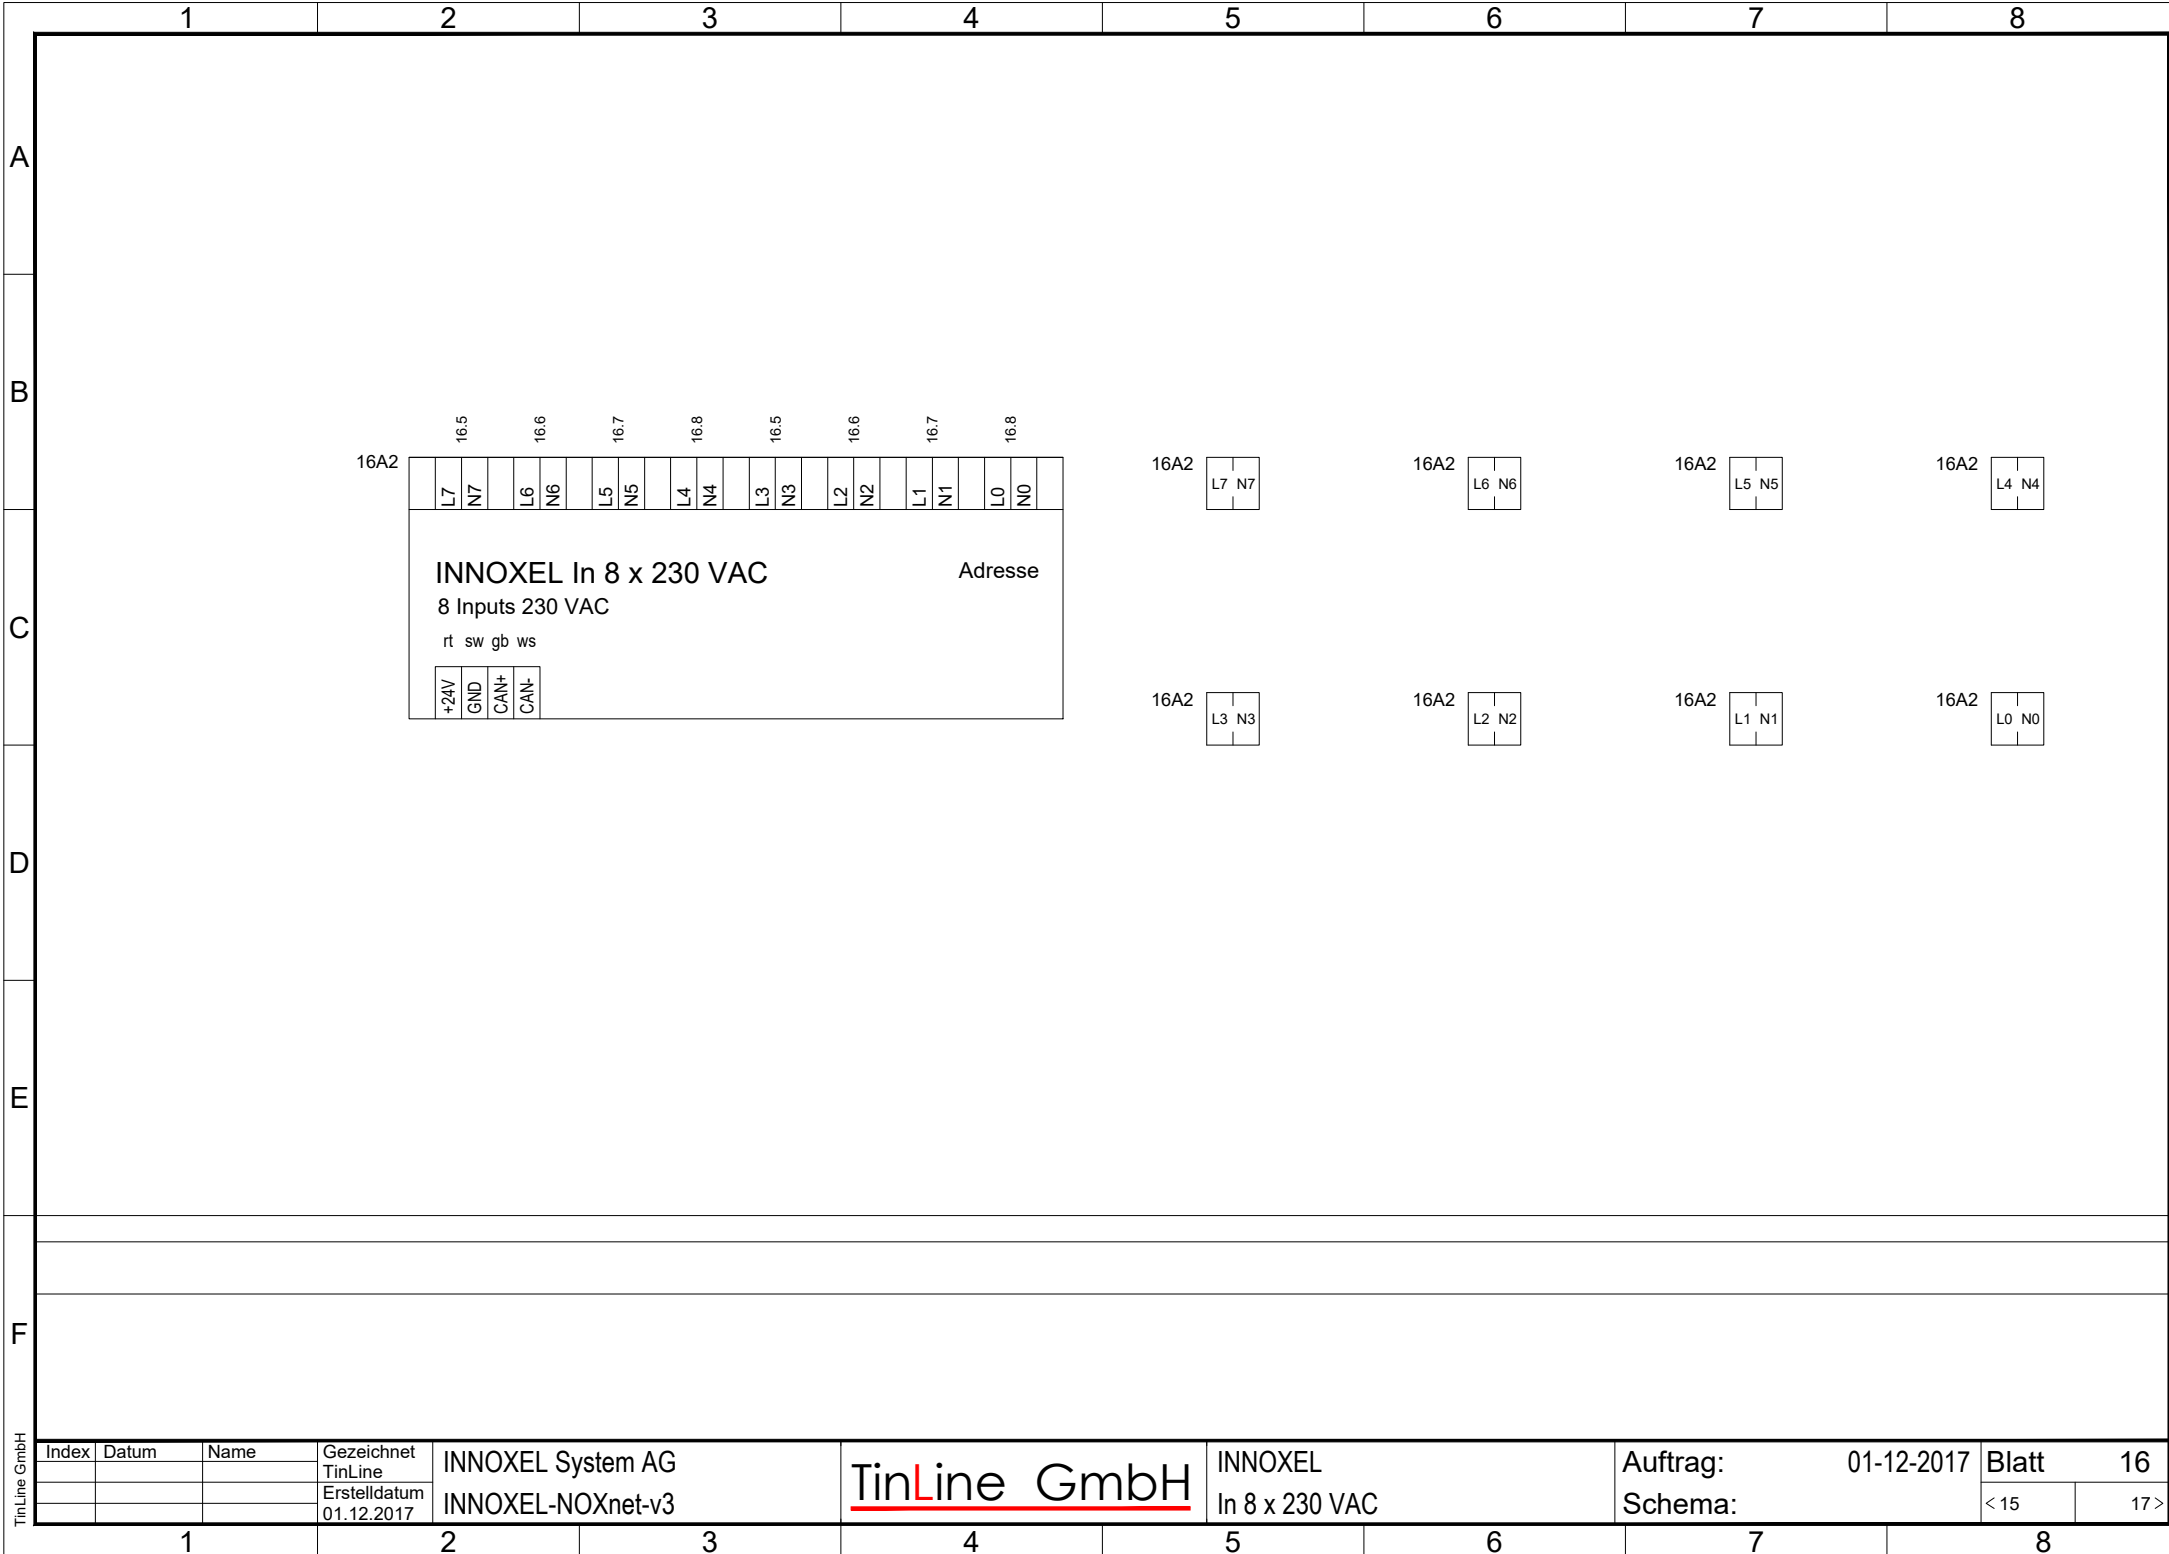 1 2 3 4 5 6 7 8
A
B
16.5 16.6 16.7 16.8 16.5 16.6 16.7 16.8
16A2
L7 N7 L6 N6 L5 N5 L4 N4 L3 N3 L2 N2 L1 N1 L0 N0
16A2 L7 N7
16A2 L6 N6
16A2 L5 N5
16A2 L4 N4
INNOXEL In 8 x 230 VAC
Adresse
8 Inputs 230 VAC
C
rt sw gb ws
+24V GND CAN+ CAN-
16A2 L3 N3
16A2 L2 N2
16A2 L1 N1
16A2 L0 N0
D
E
F
TinLine GmbH
Index Datum Name
Gezeichnet
TinLine
Erstelldatum
01.12.2017
INNOXEL System AG
INNOXEL-NOXnet-v3
TinLine GmbH
INNOXEL
In 8 x 230 VAC
Auftrag: 01-12-2017
Schema:
Blatt 16
< 15 17 >
1 2 3 4 5 6 7 8